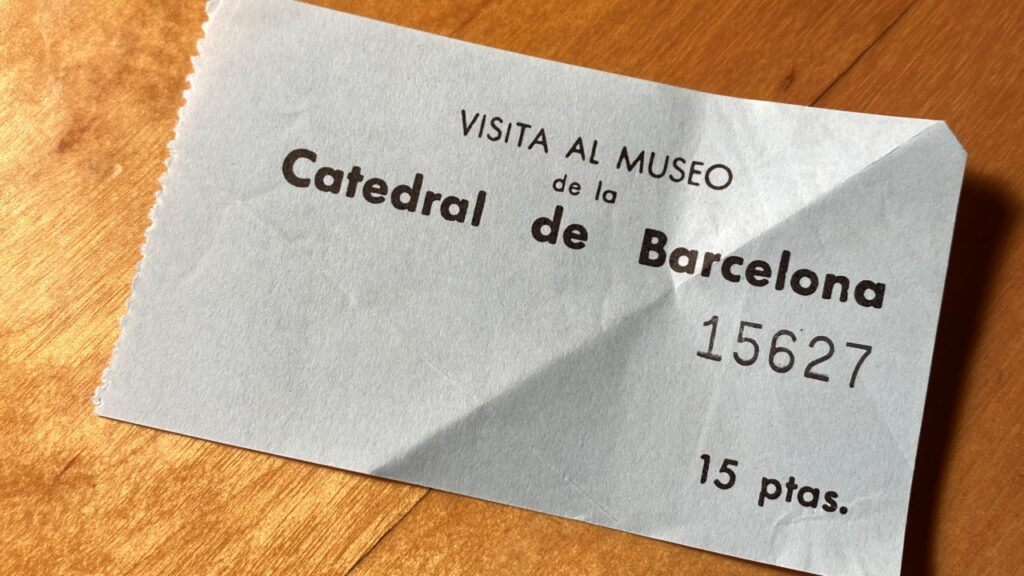 VISITA AL MUSEO
de la
Catedral de Barcelona
15627
15 ptas.